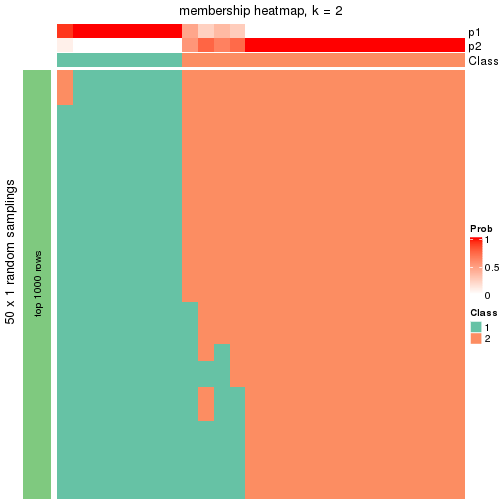 membership heatmap, k = 2
p1
p2
Class
50 x 1 random samplings
top 1000 rows
Prob
1
0.5
0
Class
1
2